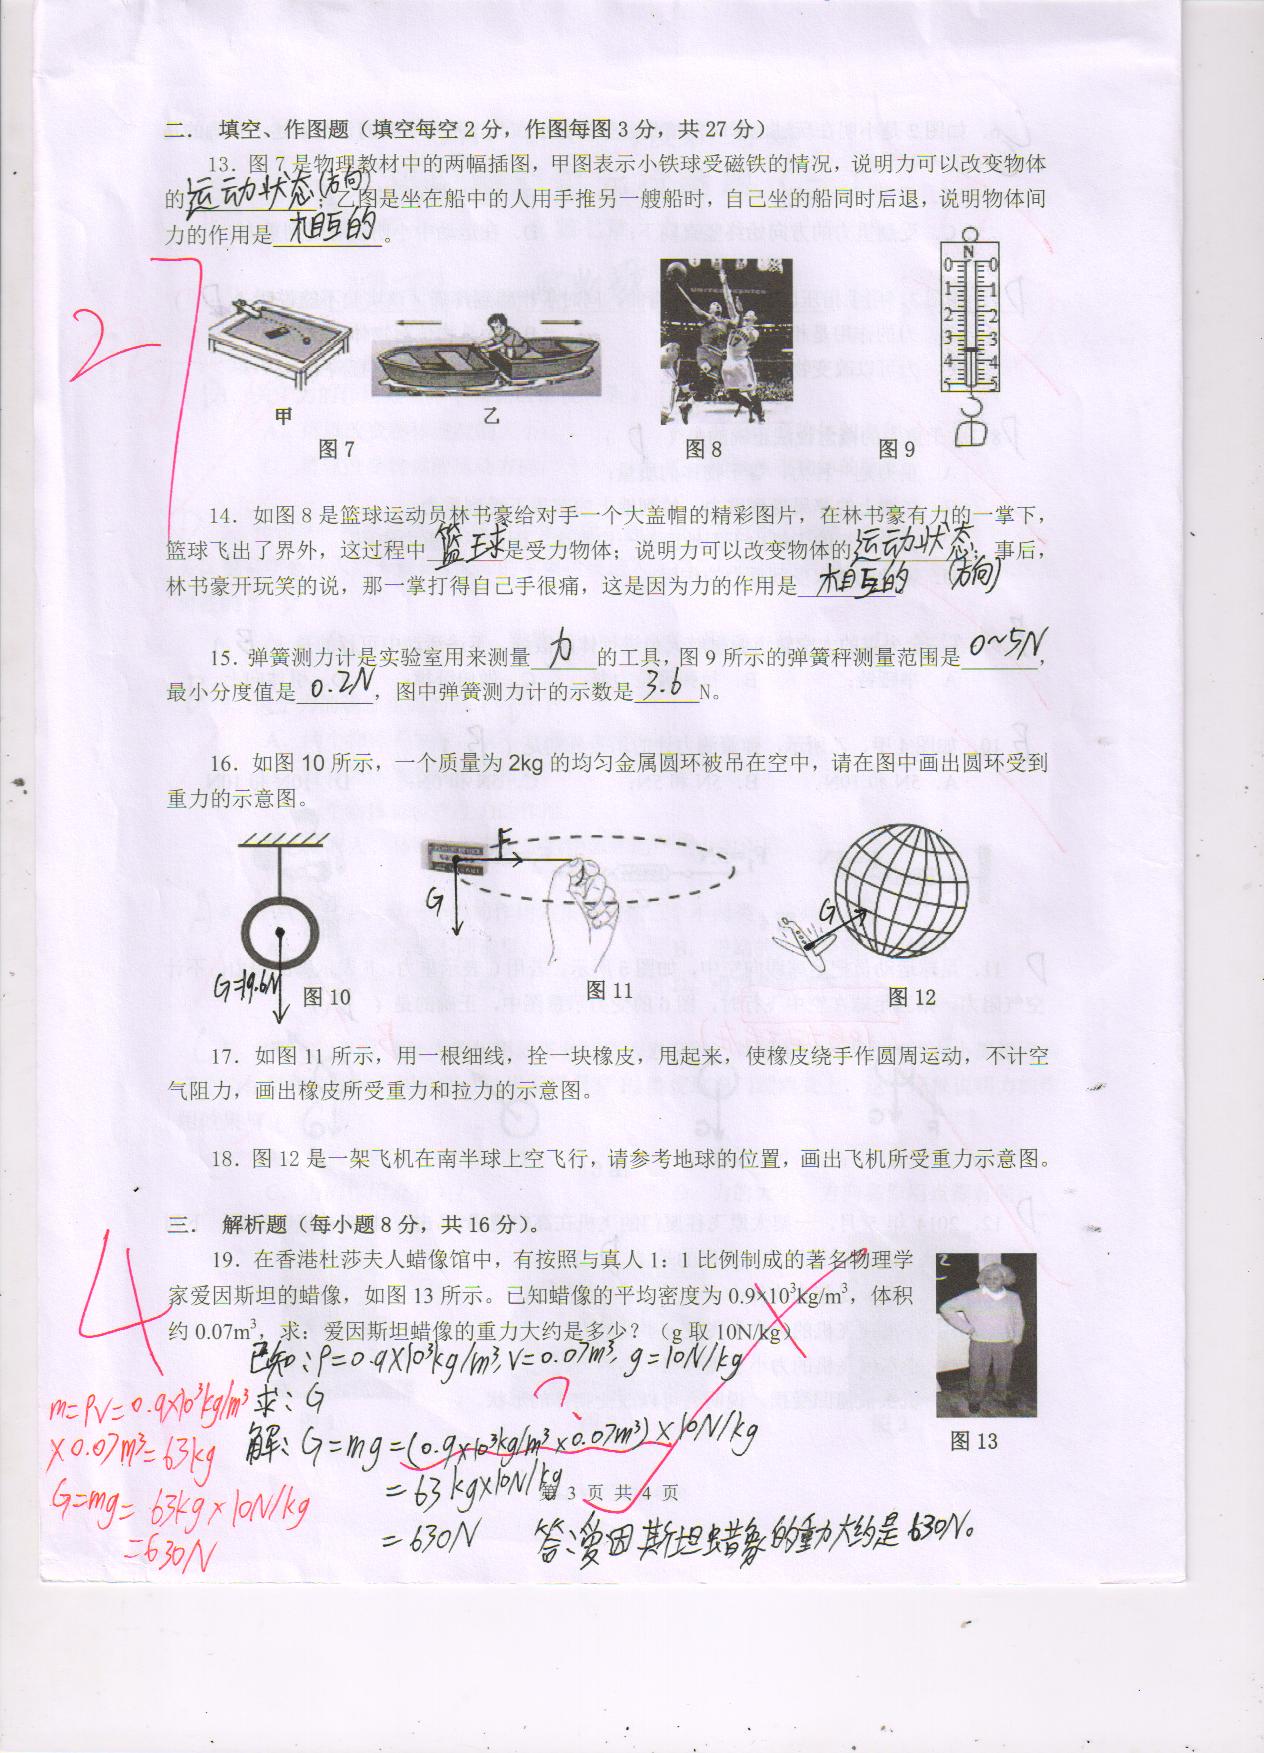 二. 填空、作图题（填空每空2分，作图每图3分，共27分）
13．图7是物理教材中的两幅插图，甲图表示小铁球受磁铁的情况，说明力可以改变物体
的运动状态(方向)；乙图是坐在船中的人用手推另一艘船时，自己坐的船同时后退，说明物体间
力的作用是相互的。
27
N
0 0
1 1
2 2
3 3
4 4
5 5
甲 乙
图7 图8 图9
14．如图8是篮球运动员林书豪给对手一个大盖帽的精彩图片，在林书豪有力的一掌下，
篮球飞出了界外，这过程中篮球是受力物体；说明力可以改变物体的运动状态(方向)；事后，
林书豪开玩笑的说，那一掌打得自己手很痛，这是因为力的作用是相互的
15．弹簧测力计是实验室用来测量力的工具，图9所示的弹簧秤测量范围是0~5N，
最小分度值是0.2N，图中弹簧测力计的示数是3.6N。
16．如图10所示，一个质量为2kg的均匀金属圆环被吊在空中，请在图中画出圆环受到
重力的示意图。
F
G
G
G=19.6N
图10 图11 图12
17．如图11所示，用一根细线，拴一块橡皮，甩起来，使橡皮绕手作圆周运动，不计空
气阻力，画出橡皮所受重力和拉力的示意图。
18．图12是一架飞机在南半球上空飞行，请参考地球的位置，画出飞机所受重力示意图。
三. 解析题（每小题8分，共16分）。
4
19．在香港杜莎夫人蜡像馆中，有按照与真人1：1比例制成的著名物理学
家爱因斯坦的蜡像，如图13所示。已知蜡像的平均密度为0.9×10³kg/m³，体积
约0.07m³，求：爱因斯坦蜡像的重力大约是多少？（g取10N/kg）
已知：ρ=0.9×10³kg/m³，V=0.07m³，g=10N/kg
求：G
?
解：G=mg=(0.9×10³kg/m³×0.07m³)×10N/kg
=63kg×10N/kg
=630N
答：爱因斯坦蜡象的重力大约是630N。
m=ρV=0.9×10³kg/m³
×0.07m³=63kg
G=mg=63kg×10N/kg
=630N
图13
第 3 页 共 4 页